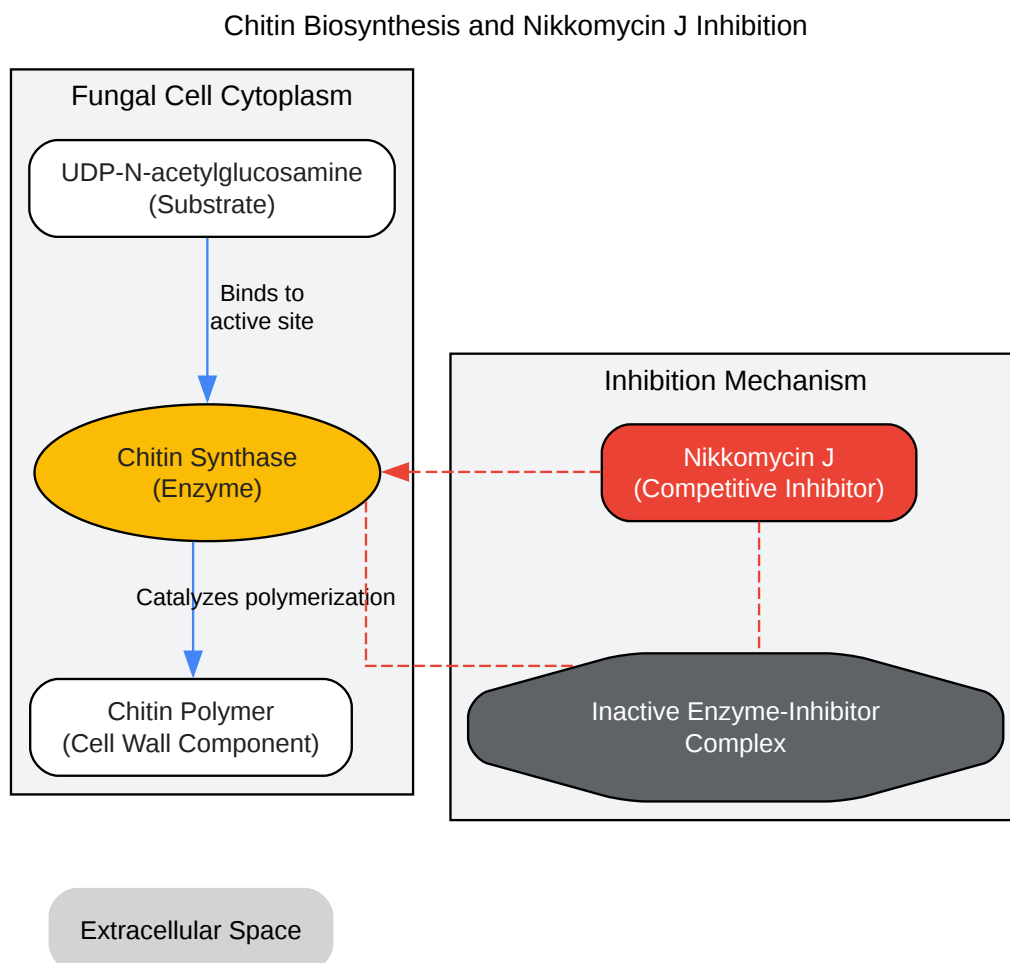 Chitin Biosynthesis and Nikkomycin J Inhibition
Fungal Cell Cytoplasm
UDP-N-acetylglucosamine
(Substrate)
Binds to
active site
Chitin Synthase
(Enzyme)
Catalyzes polymerization
Chitin Polymer
(Cell Wall Component)
Inhibition Mechanism
Nikkomycin J
(Competitive Inhibitor)
Inactive Enzyme-Inhibitor
Complex
Extracellular Space